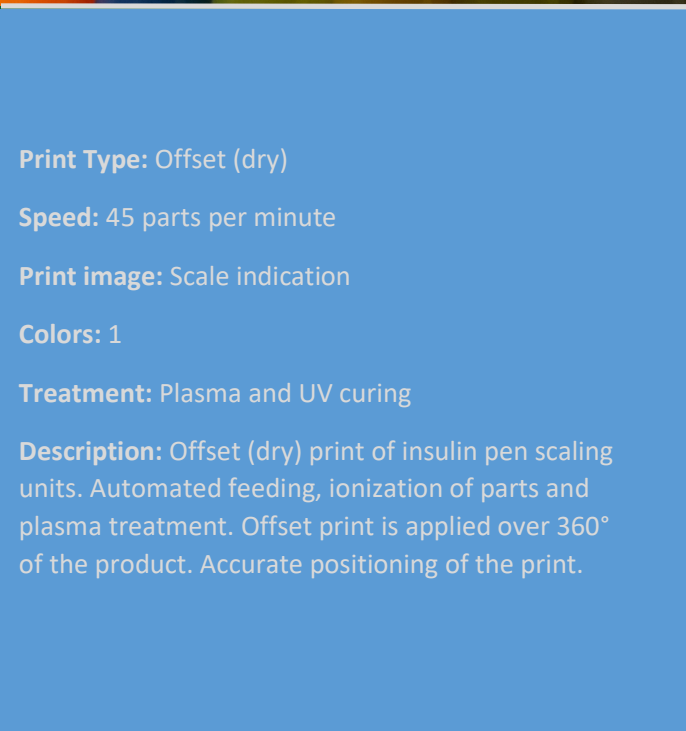 Print Type: Offset (dry)
Speed: 45 parts per minute
Print image: Scale indication
Colors: 1
Treatment: Plasma and UV curing
Description: Offset (dry) print of insulin pen scaling
units. Automated feeding, ionization of parts and
plasma treatment. Offset print is applied over 360°
of the product. Accurate positioning of the print.